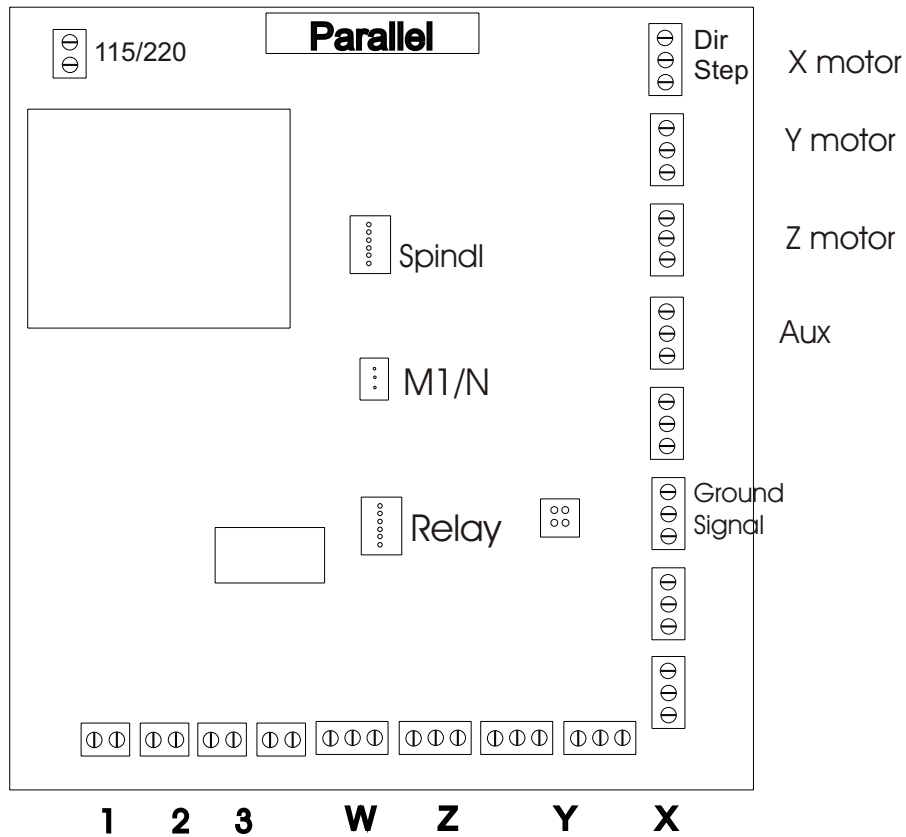 Parallel
115/220
Dir
Step
X motor
Y motor
Z motor
Spindl
Aux
M1/N
Ground
Signal
Relay
1 2 3 W Z Y X